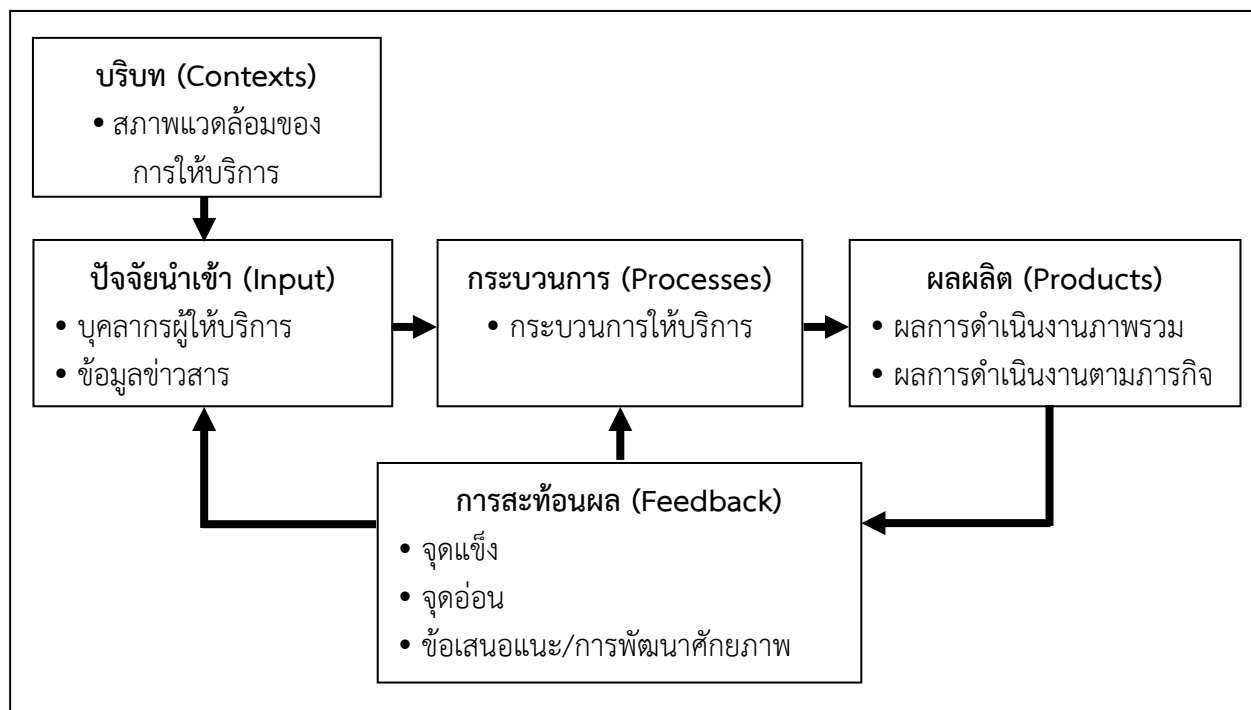 บริบท (Contexts)
• สภาพแวดล้อมของ
การให้บริการ
ปัจจัยนำเข้า (Input)
• บุคลากรผู้ให้บริการ
• ข้อมูลข่าวสาร
กระบวนการ (Processes)
• กระบวนการให้บริการ
ผลผลิต (Products)
• ผลการดำเนินงานภาพรวม
• ผลการดำเนินงานตามภารกิจ
การสะท้อนผล (Feedback)
• จุดแข็ง
• จุดอ่อน
• ข้อเสนอแนะ/การพัฒนาศักยภาพ